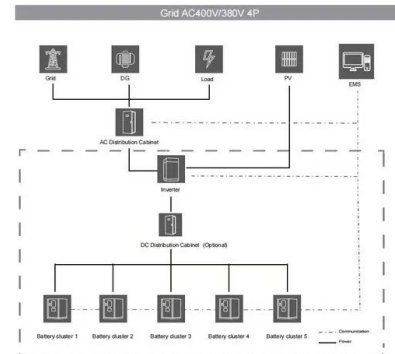 Grid AC400V/380V 4P
Grid
DG
Load
PV
EMS
AC Distribution Cabinet
Inverter
DC Distribution Cabinet (Optional)
Battery cluster 1
Battery cluster 2
Battery cluster 3
Battery cluster 4
Battery cluster 5
Communication
Power